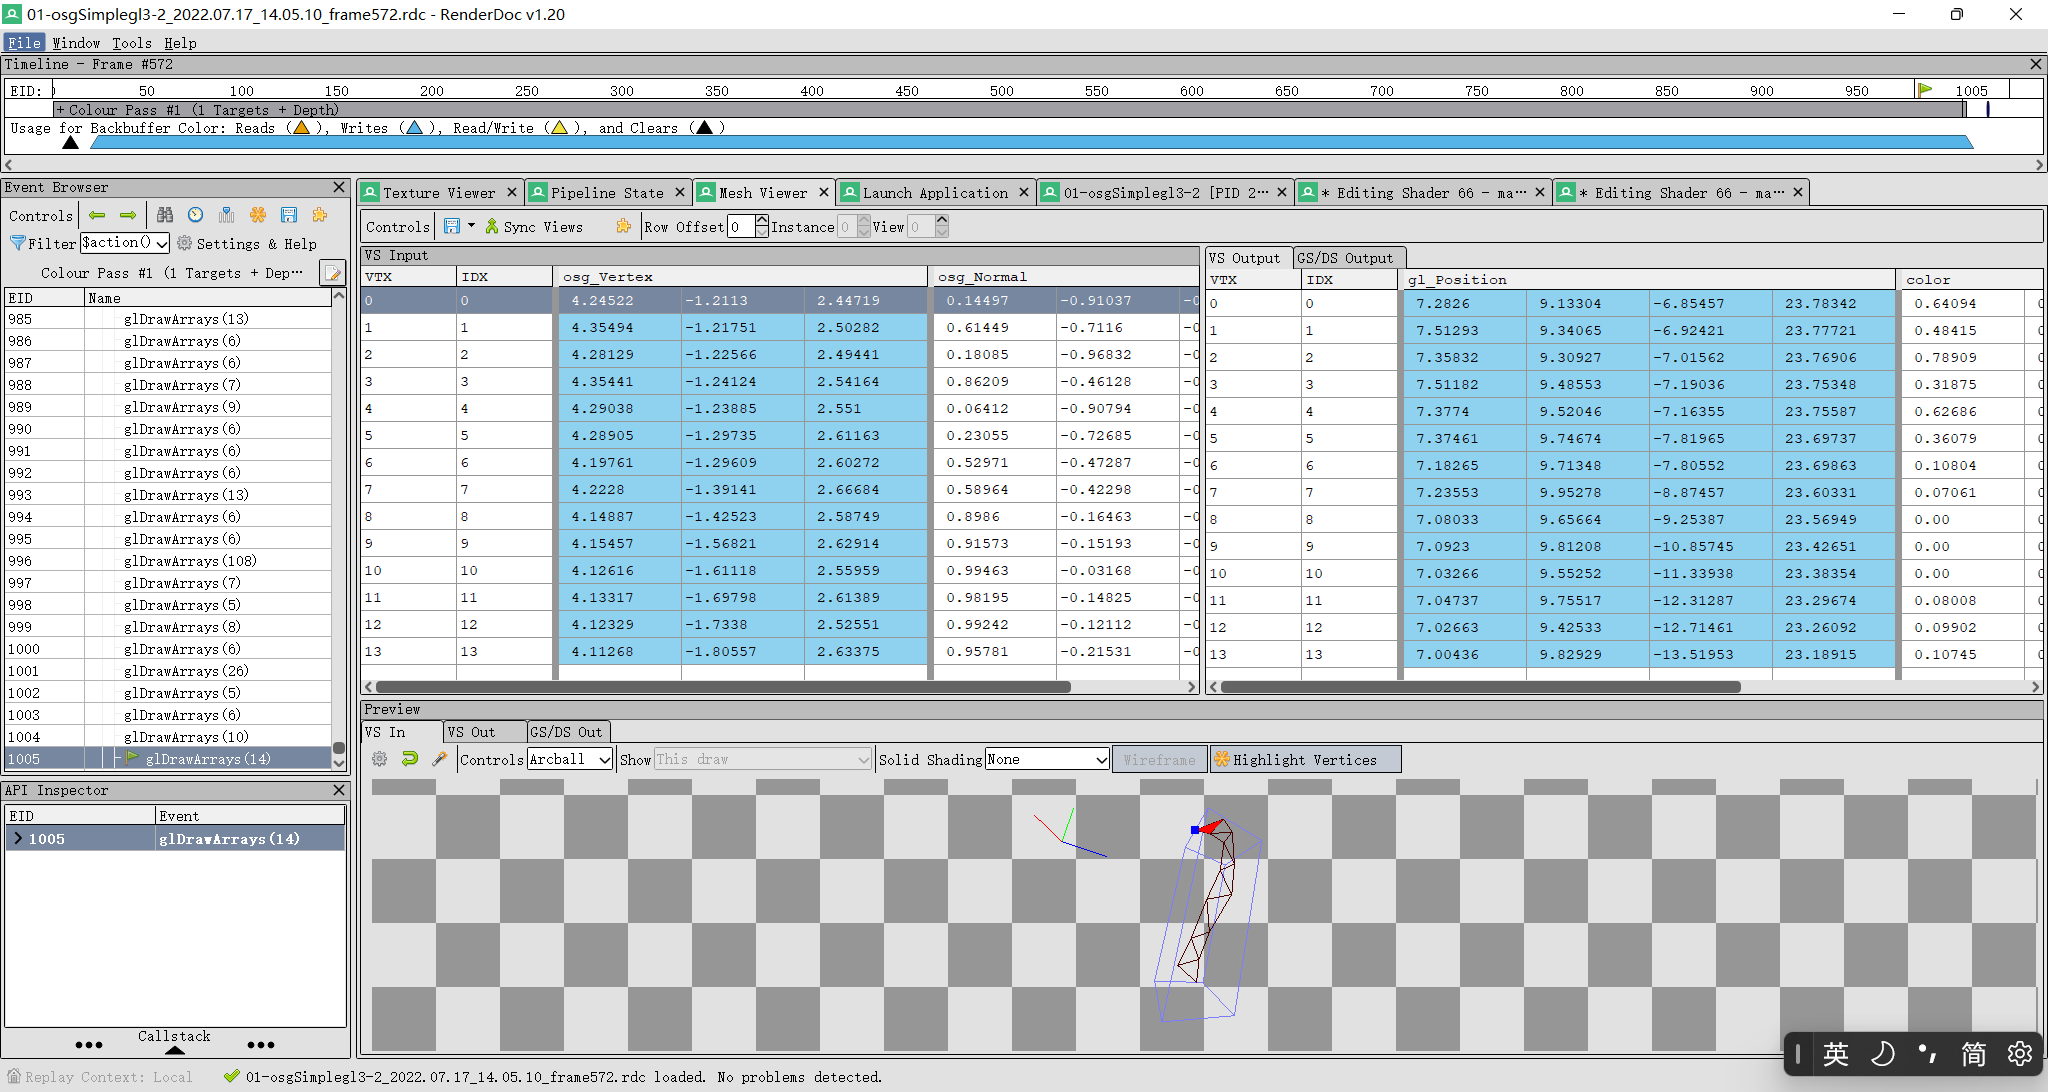 01-osgSimplegl3-2_2022.07.17_14.05.10_frame572.rdc - RenderDoc v1.20
File Window Tools Help
Timeline - Frame #572
EID: 50 100 150 200 250 300 350 400 450 500 550 600 650 700 750 800 850 900 950 1005
+ Colour Pass #1 (1 Targets + Depth)
Usage for Backbuffer Color: Reads ( ), Writes ( ), Read/Write ( ), and Clears ( )
Event Browser
Controls
Filter $action() Settings & Help
Colour Pass #1 (1 Targets + Dep···
EID Name
985 glDrawArrays(13)
986 glDrawArrays(6)
987 glDrawArrays(6)
988 glDrawArrays(7)
989 glDrawArrays(9)
990 glDrawArrays(6)
991 glDrawArrays(6)
992 glDrawArrays(6)
993 glDrawArrays(13)
994 glDrawArrays(6)
995 glDrawArrays(6)
996 glDrawArrays(108)
997 glDrawArrays(7)
998 glDrawArrays(5)
999 glDrawArrays(8)
1000 glDrawArrays(6)
1001 glDrawArrays(26)
1002 glDrawArrays(5)
1003 glDrawArrays(6)
1004 glDrawArrays(10)
1005 glDrawArrays(14)
API Inspector
EID Event
1005 glDrawArrays(14)
Callstack
Texture Viewer Pipeline State Mesh Viewer Launch Application 01-osgSimplegl3-2 [PID 2··· * Editing Shader 66 - ma··· * Editing Shader 66 - ma···
Controls Sync Views Row Offset 0 Instance 0 View 0
VS Input
VTX IDX osg_Vertex osg_Normal
0 0 4.24522 -1.2113 2.44719 0.14497 -0.91037 -0
1 1 4.35494 -1.21751 2.50282 0.61449 -0.7116 -0
2 2 4.28129 -1.22566 2.49441 0.18085 -0.96832 -0
3 3 4.35441 -1.24124 2.54164 0.86209 -0.46128 -0
4 4 4.29038 -1.23885 2.551 0.06412 -0.90794 -0
5 5 4.28905 -1.29735 2.61163 0.23055 -0.72685 -0
6 6 4.19761 -1.29609 2.60272 0.52971 -0.47287 -0
7 7 4.2228 -1.39141 2.66684 0.58964 -0.42298 -0
8 8 4.14887 -1.42523 2.58749 0.8986 -0.16463 -0
9 9 4.15457 -1.56821 2.62914 0.91573 -0.15193 -0
10 10 4.12616 -1.61118 2.55959 0.99463 -0.03168 -0
11 11 4.13317 -1.69798 2.61389 0.98195 -0.14825 -0
12 12 4.12329 -1.7338 2.52551 0.99242 -0.12112 -0
13 13 4.11268 -1.80557 2.63375 0.95781 -0.21531 -0
VS Output GS/DS Output
VTX IDX gl_Position color
0 0 7.2826 9.13304 -6.85457 23.78342 0.64094
1 1 7.51293 9.34065 -6.92421 23.77721 0.48415
2 2 7.35832 9.30927 -7.01562 23.76906 0.78909
3 3 7.51182 9.48553 -7.19036 23.75348 0.31875
4 4 7.3774 9.52046 -7.16355 23.75587 0.62686
5 5 7.37461 9.74674 -7.81965 23.69737 0.36079
6 6 7.18265 9.71348 -7.80552 23.69863 0.10804
7 7 7.23553 9.95278 -8.87457 23.60331 0.07061
8 8 7.08033 9.65664 -9.25387 23.56949 0.00
9 9 7.0923 9.81208 -10.85745 23.42651 0.00
10 10 7.03266 9.55252 -11.33938 23.38354 0.00
11 11 7.04737 9.75517 -12.31287 23.29674 0.08008
12 12 7.02663 9.42533 -12.71461 23.26092 0.09902
13 13 7.00436 9.82929 -13.51953 23.18915 0.10745
Preview
VS In VS Out GS/DS Out
Controls Arcball Show This draw Solid Shading None Wireframe Highlight Vertices
英 简
Replay Context: Local 01-osgSimplegl3-2_2022.07.17_14.05.10_frame572.rdc loaded. No problems detected.